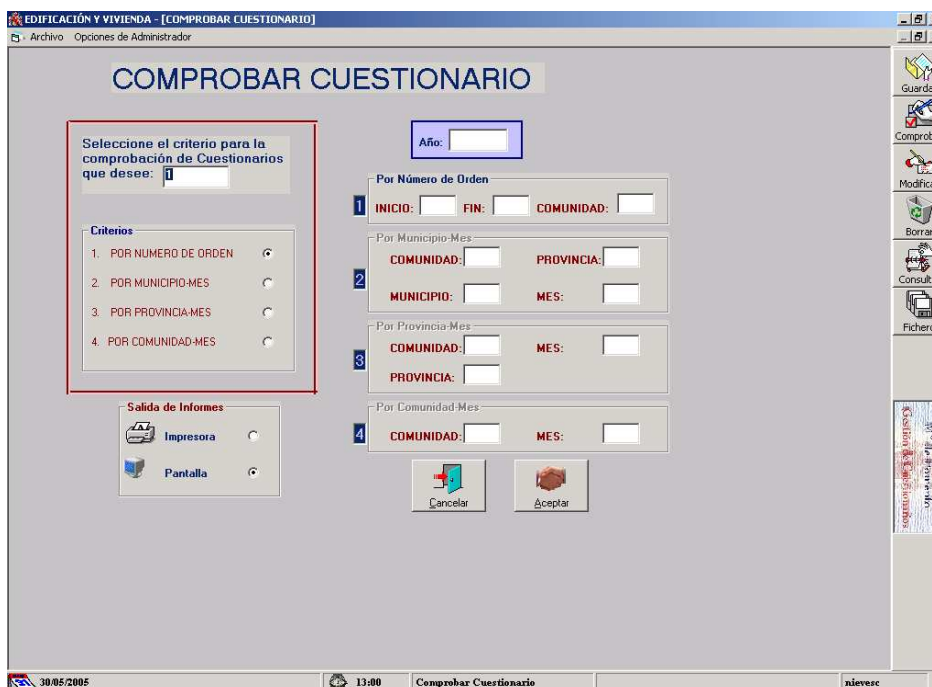 EDIFICACIÓN Y VIVIENDA - [COMPROBAR CUESTIONARIO]
Archivo Opciones de Administrador
COMPROBAR CUESTIONARIO
Seleccione el criterio para la
comprobación de Cuestionarios
que desee: 1
Criterios
1. POR NUMERO DE ORDEN
2. POR MUNICIPIO-MES
3. POR PROVINCIA-MES
4. POR COMUNIDAD-MES
Salida de Informes
Impresora
Pantalla
Año:
Por Número de Orden
1 INICIO: FIN: COMUNIDAD:
Por Municipio-Mes
COMUNIDAD: PROVINCIA:
2
MUNICIPIO: MES:
Por Provincia-Mes
COMUNIDAD: MES:
3
PROVINCIA:
Por Comunidad-Mes
4 COMUNIDAD: MES:
Cancelar Aceptar
Guarda
Comprob
Modifica
Borrar
Consult
Fichero
Gestión de Cuestionarios
30/05/2005 13:00 Comprobar Cuestionario nievesc